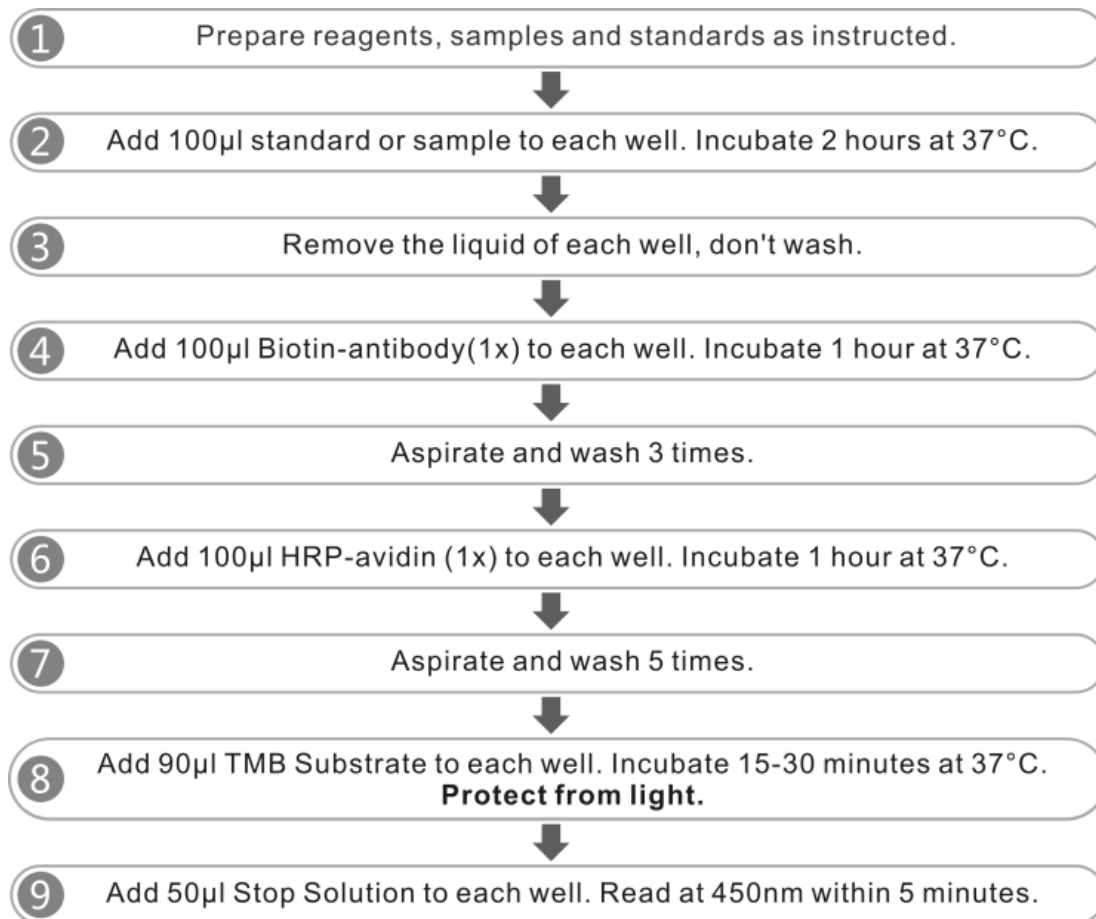 1 Prepare reagents, samples and standards as instructed.
2 Add 100μl standard or sample to each well. Incubate 2 hours at 37°C.
3 Remove the liquid of each well, don't wash.
4 Add 100μl Biotin-antibody(1x) to each well. Incubate 1 hour at 37°C.
5 Aspirate and wash 3 times.
6 Add 100μl HRP-avidin (1x) to each well. Incubate 1 hour at 37°C.
7 Aspirate and wash 5 times.
8 Add 90μl TMB Substrate to each well. Incubate 15-30 minutes at 37°C.
Protect from light.
9 Add 50μl Stop Solution to each well. Read at 450nm within 5 minutes.